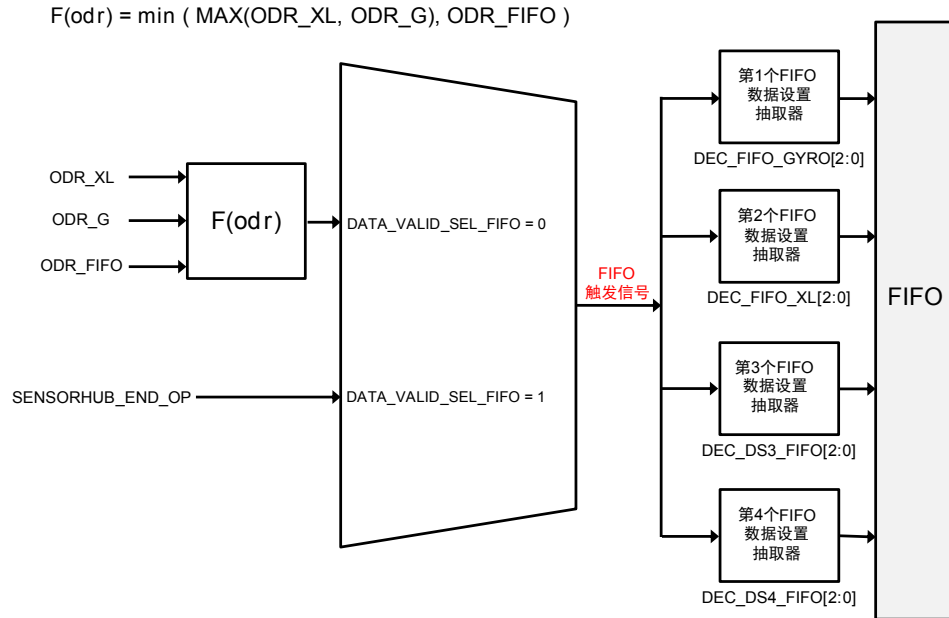 F(odr) = min ( MAX(ODR_XL, ODR_G), ODR_FIFO )
ODR_XL
ODR_G
ODR_FIFO
F(odr)
DATA_VALID_SEL_FIFO = 0
SENSORHUB_END_OP
DATA_VALID_SEL_FIFO = 1
FIFO
触发信号
第1个FIFO
数据设置
抽取器
DEC_FIFO_GYRO[2:0]
第2个FIFO
数据设置
抽取器
DEC_FIFO_XL[2:0]
第3个FIFO
数据设置
抽取器
DEC_DS3_FIFO[2:0]
第4个FIFO
数据设置
抽取器
DEC_DS4_FIFO[2:0]
FIFO